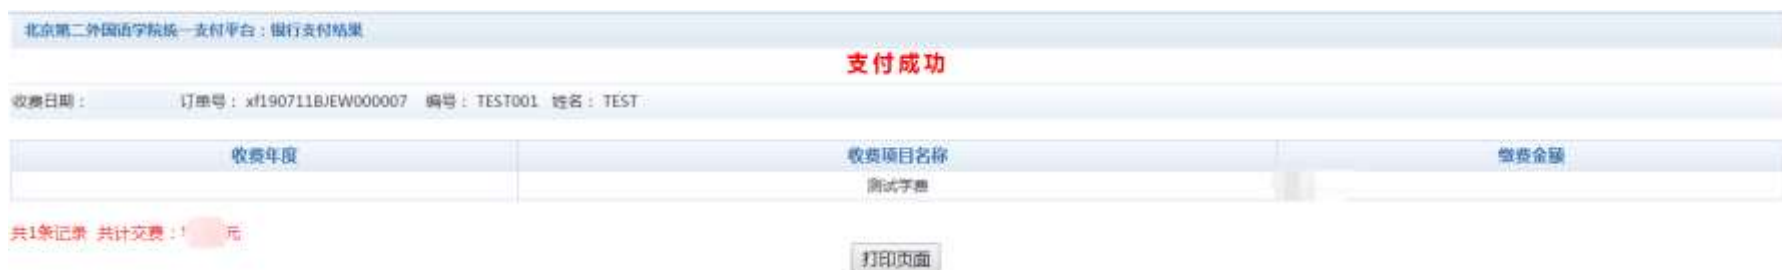 北京第二外国语学院统一支付平台：银行支付结果
支付成功
收费日期： 订单号：xf190711BJEW000007 编号：TEST001 姓名：TEST
收费年度 收费项目名称 缴费金额
测试学费
共1条记录 共计交费： 元
打印页面